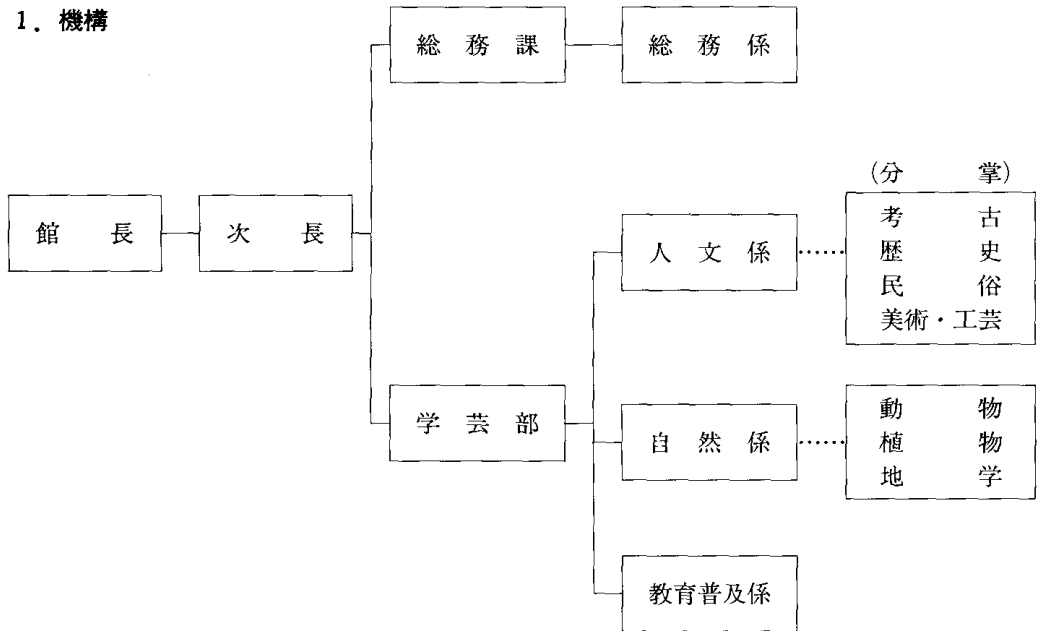 1．機構
総務課
総務係
館長
次長
学芸部
人文係
(分掌)
考古
歴史
民俗
美術・工芸
自然係
動物
植物
地学
教育普及係